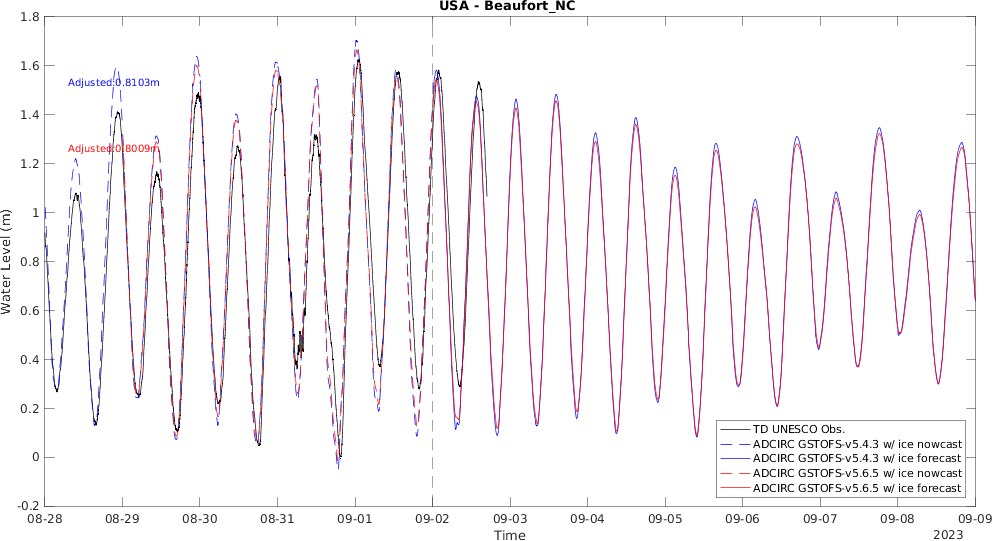 USA - Beaufort_NC
1.8
1.6
1.4
1.2
1
0.8
0.6
0.4
0.2
0
-0.2
Water Level (m)
Adjusted:0.8103m
Adjusted:0.8009m
TD UNESCO Obs.
ADCIRC GSTOFS-v5.4.3 w/ ice nowcast
ADCIRC GSTOFS-v5.4.3 w/ ice forecast
ADCIRC GSTOFS-v5.6.5 w/ ice nowcast
ADCIRC GSTOFS-v5.6.5 w/ ice forecast
08-28 08-29 08-30 08-31 09-01 09-02 09-03 09-04 09-05 09-06 09-07 09-08 09-09
Time
2023